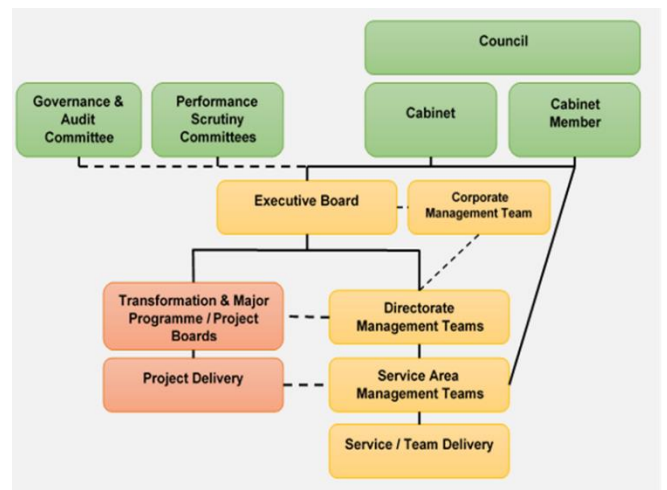 Council
Governance &
Audit
Committee
Performance
Scrutiny
Committees
Cabinet
Cabinet
Member
Executive Board
Corporate
Management Team
Transformation & Major
Programme / Project
Boards
Directorate
Management Teams
Project Delivery
Service Area
Management Teams
Service / Team Delivery